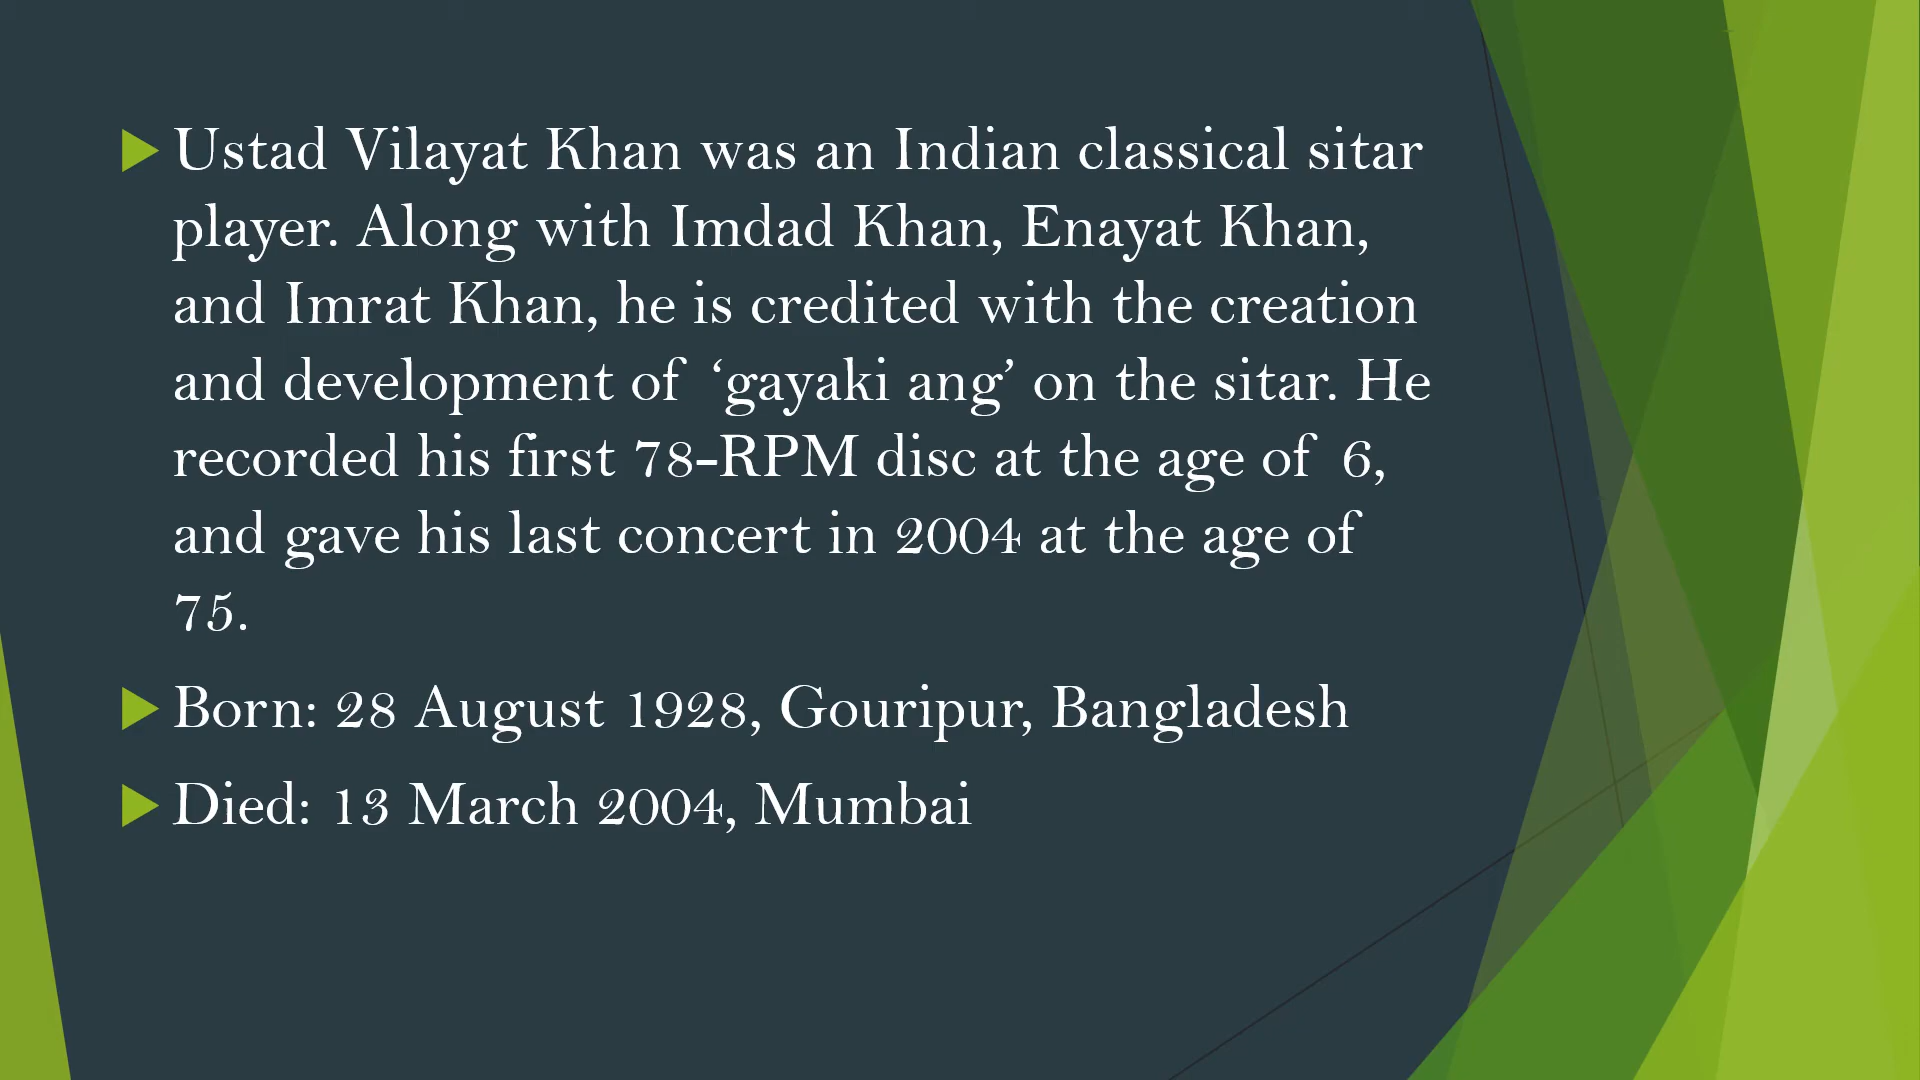 Ustad Vilayat Khan was an Indian classical sitar
player. Along with Imdad Khan, Enayat Khan,
and Imrat Khan, he is credited with the creation
and development of ‘gayaki ang’ on the sitar. He
recorded his first 78-RPM disc at the age of 6,
and gave his last concert in 2004 at the age of
75.
Born: 28 August 1928, Gouripur, Bangladesh
Died: 13 March 2004, Mumbai